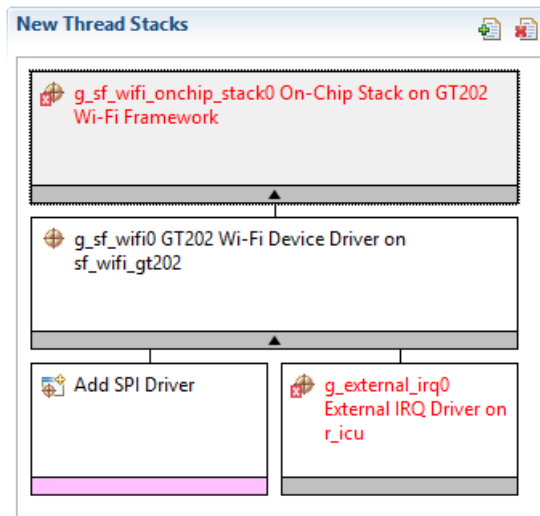 New Thread Stacks
g_sf_wifi_onchip_stack0 On-Chip Stack on GT202
Wi-Fi Framework
g_sf_wifi0 GT202 Wi-Fi Device Driver on
sf_wifi_gt202
Add SPI Driver
g_external_irq0
External IRQ Driver on
r_icu